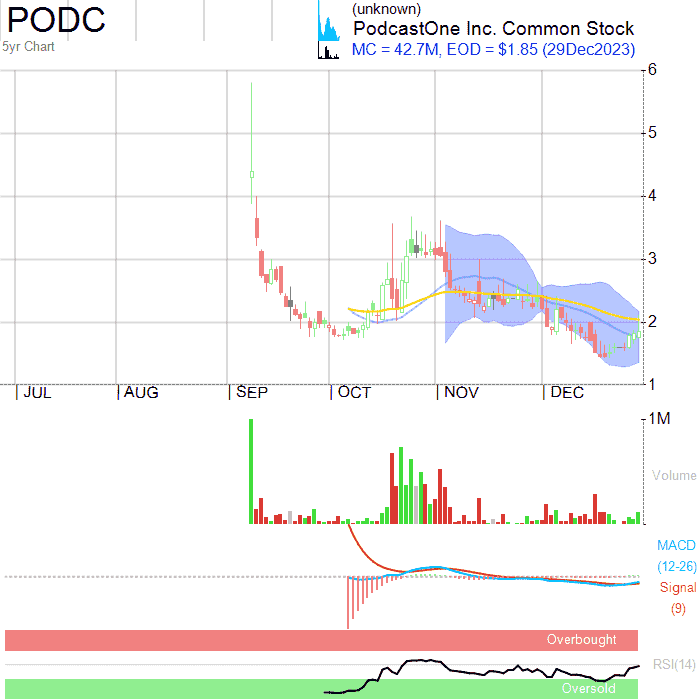 PODC
5yr Chart
(unknown)
PodcastOne Inc. Common Stock
MC = 42.7M, EOD = $1.85 (29Dec2023)
6
5
4
3
2
1
JUL AUG SEP OCT NOV DEC
1M
Volume
MACD
(12-26)
Signal
(9)
Overbought
RSI(14)
Oversold